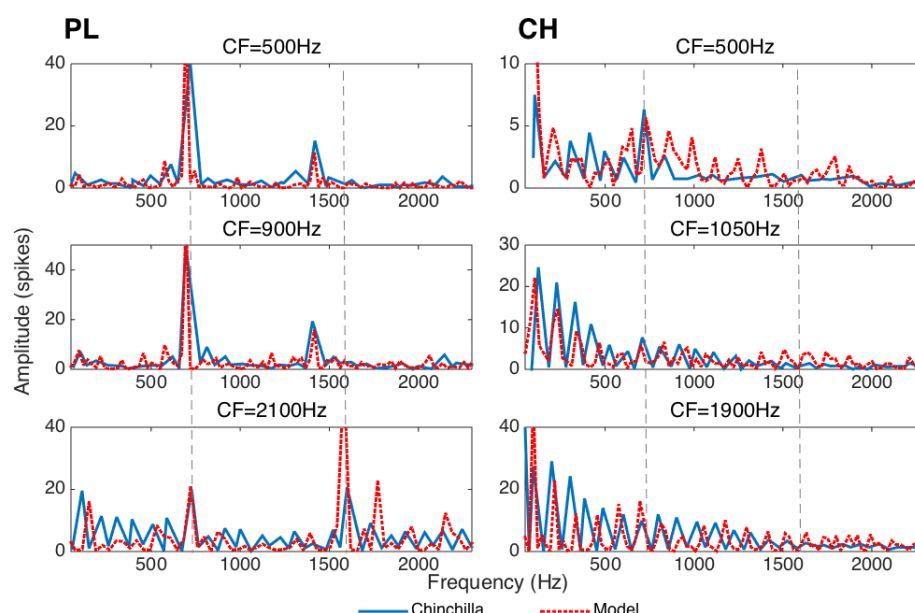 PL
CF=500Hz
40
20
0
500 1000 1500 2000
CF=900Hz
40
20
0
500 1000 1500 2000
CF=2100Hz
40
20
0
500 1000 1500 2000
CH
CF=500Hz
10
5
0
500 1000 1500 2000
CF=1050Hz
30
20
10
0
500 1000 1500 2000
CF=1900Hz
40
20
0
500 1000 1500 2000
Amplitude (spikes)
Frequency (Hz)
Chinchilla Model